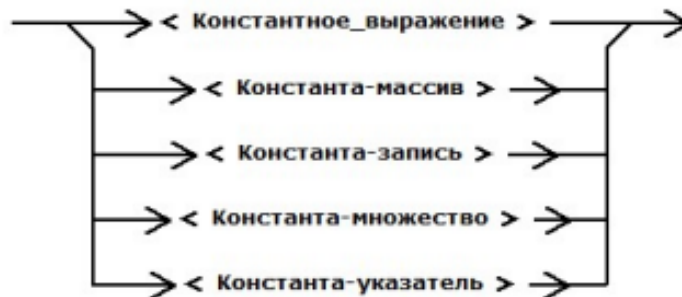 < Константное_выражение >
< Константа-массив >
< Константа-запись >
< Константа-множество >
< Константа-указатель >